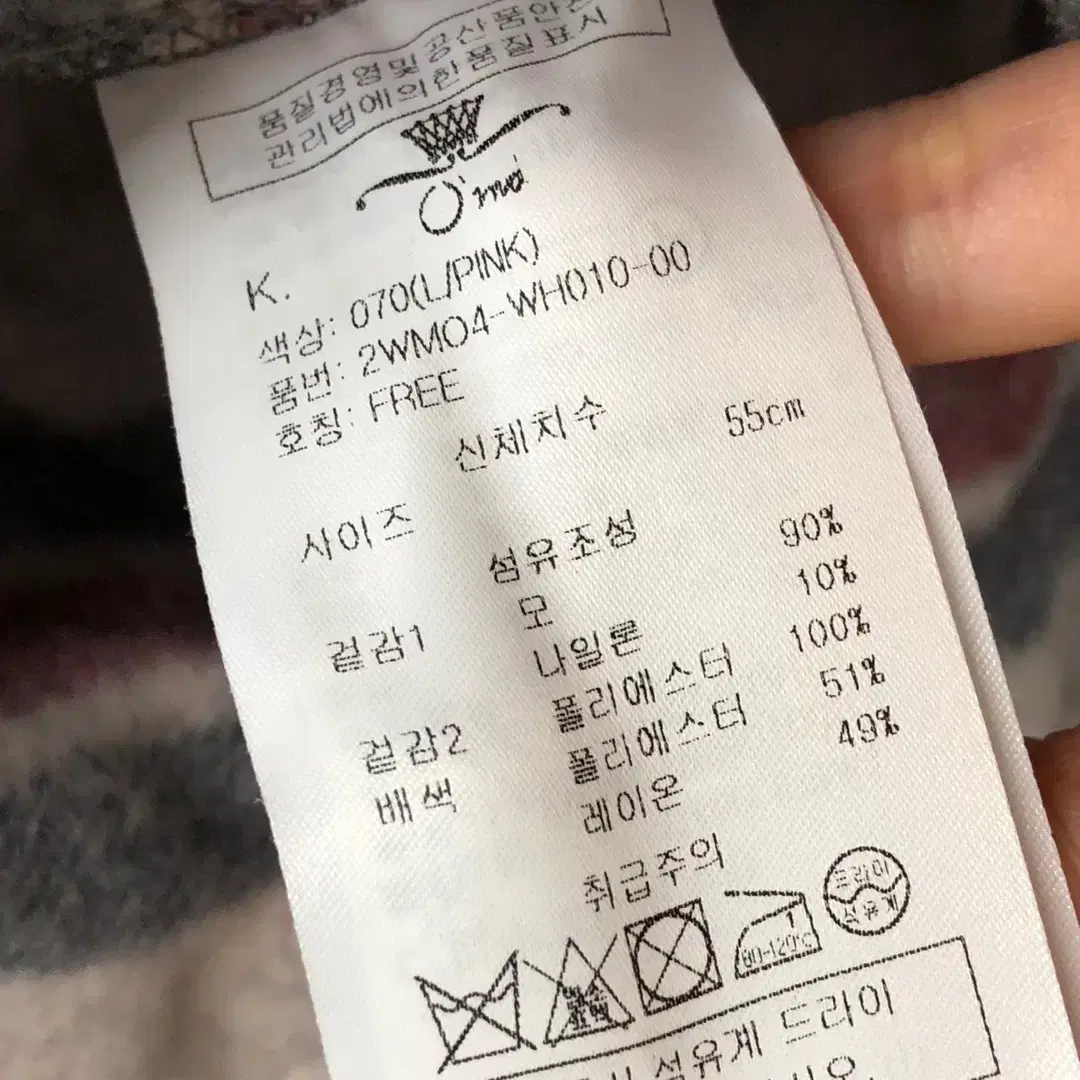 품질경영및공산품안전
관리법에의한품질표시
O'mo!
K.
색상: 070(L/PINK)
품번: 2WMO4-WH010-00
호칭: FREE
신체치수 55cm
사이즈
섬유조성
겉감1 모 90%
나일론 10%
겉감2 폴리에스터 100%
배색 폴리에스터 51%
레이온 49%
취급주의
80~120℃
드라이
석유계
석유계 드라이